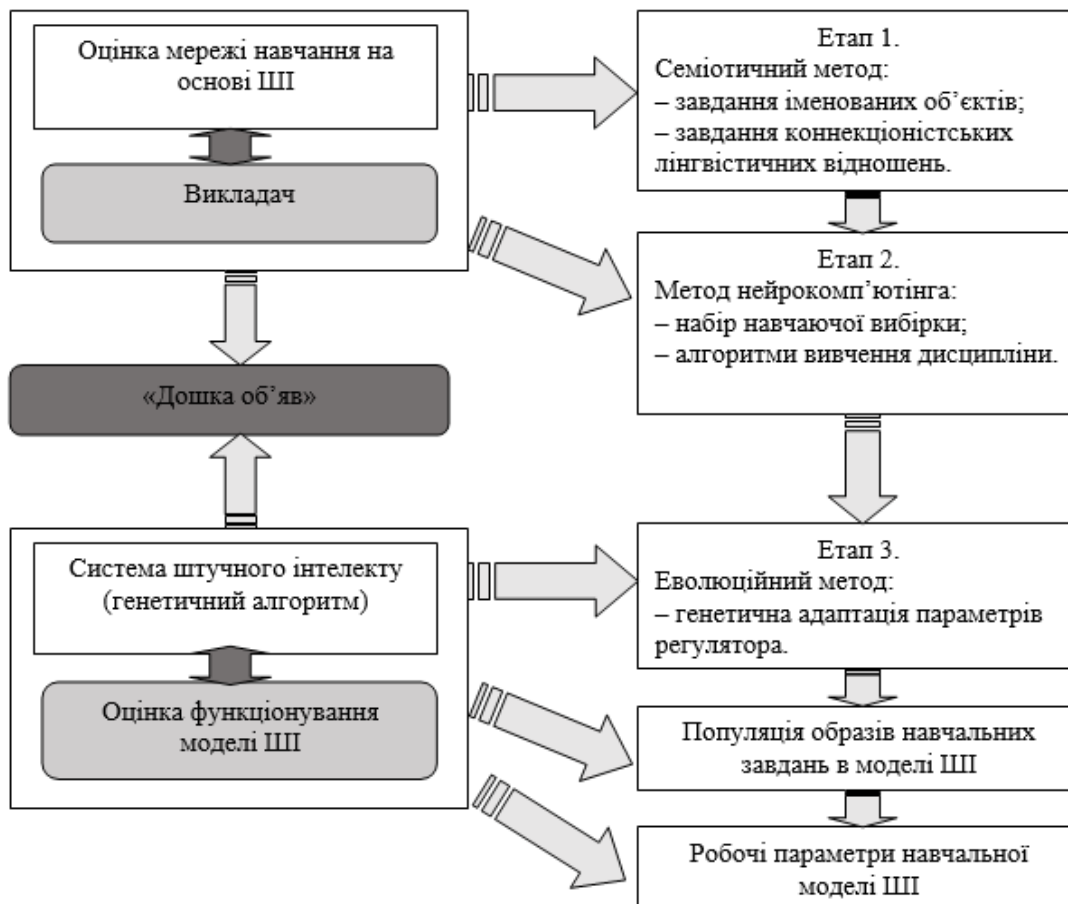 Оцінка мережі навчання на
основі ШІ
Викладач
«Дошка об’яв»
Система штучного інтелекту
(генетичний алгоритм)
Оцінка функціонування
моделі ШІ
Етап 1.
Семіотичний метод:
– завдання іменованих об’єктів;
– завдання коннекціоністських
лінгвістичних відношень.
Етап 2.
Метод нейрокомп’ютінга:
– набір навчаючої вибірки;
– алгоритми вивчення дисципліни.
Етап 3.
Еволюційний метод:
– генетична адаптація параметрів
регулятора.
Популяція образів навчальних
завдань в моделі ШІ
Робочі параметри навчальної
моделі ШІ